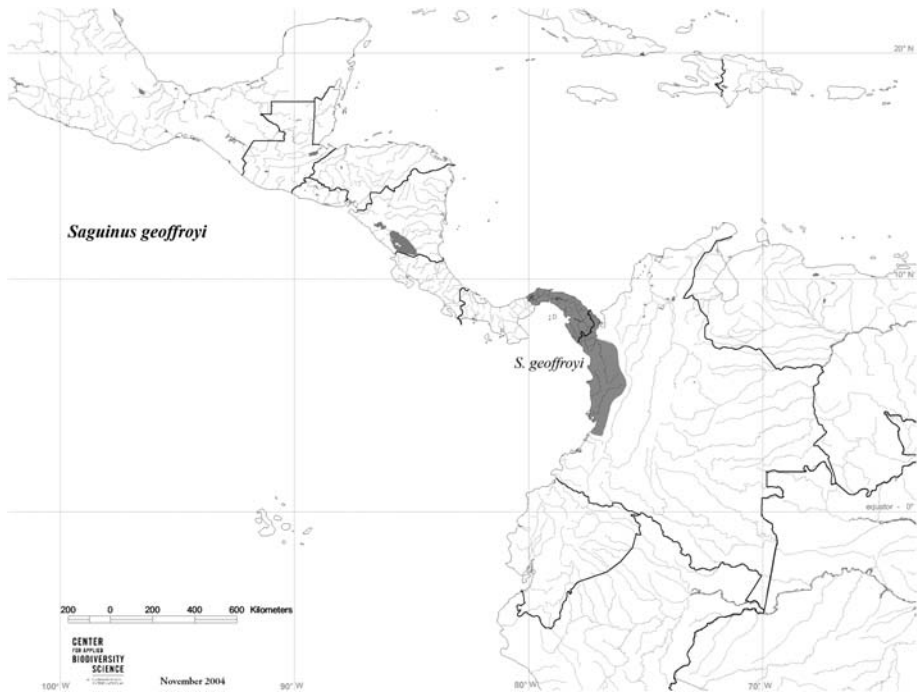 20° N
Saguinus geoffroyi
10° N
S. geoffroyi
equator - 0°
200 0 200 400 600 Kilometers
CENTER
FOR APPLIED
BIODIVERSITY
SCIENCE
November 2004
100° W 90° W 80° W 70° W